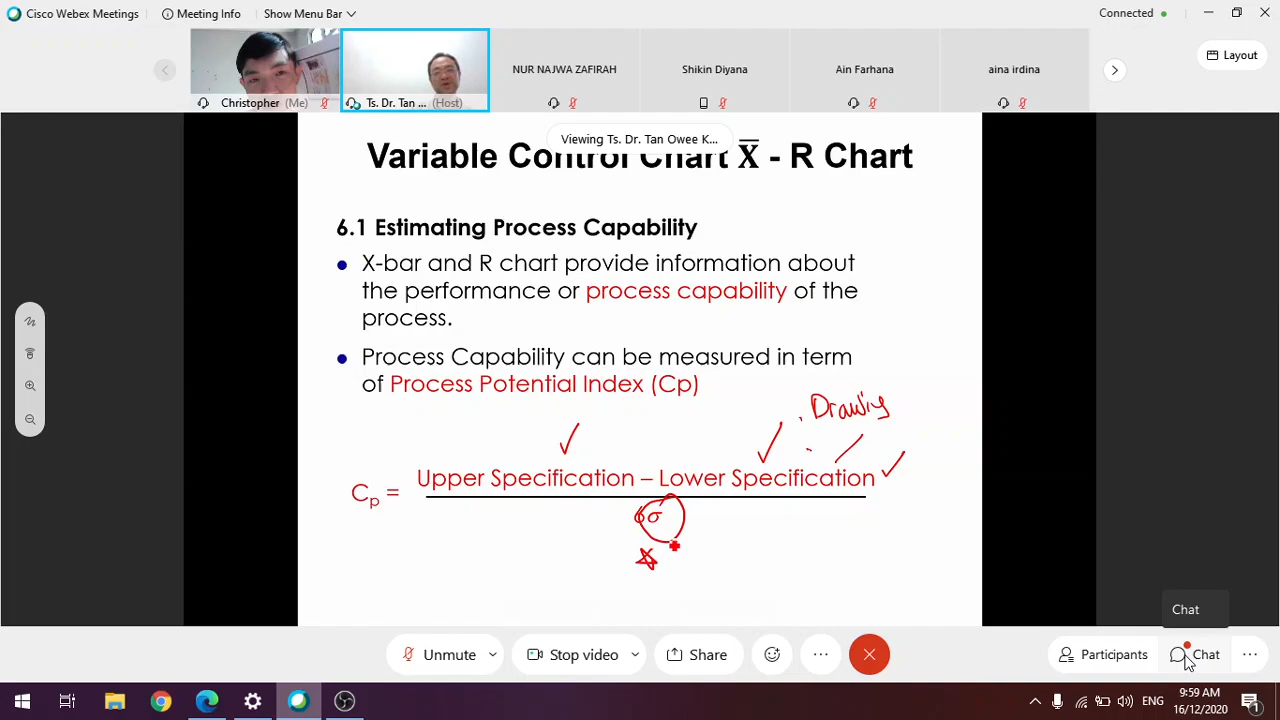 Cisco Webex Meetings
Meeting Info
Show Menu Bar
Connected
Layout
Christopher (Me)
Ts. Dr. Tan ... (Host)
NUR NAJWA ZAFIRAH
Shikin Diyana
Ain Farhana
aina irdina
Viewing Ts. Dr. Tan Owee K...
Variable Control Chart X̿ - R Chart
6.1 Estimating Process Capability
X-bar and R chart provide information about
the performance or process capability of the
process.
Process Capability can be measured in term
of Process Potential Index (Cp)
Drawing
Cp = Upper Specification – Lower Specification
6σ
Chat
Unmute
Stop video
Share
Participants
Chat
ENG
9:59 AM
16/12/2020
1